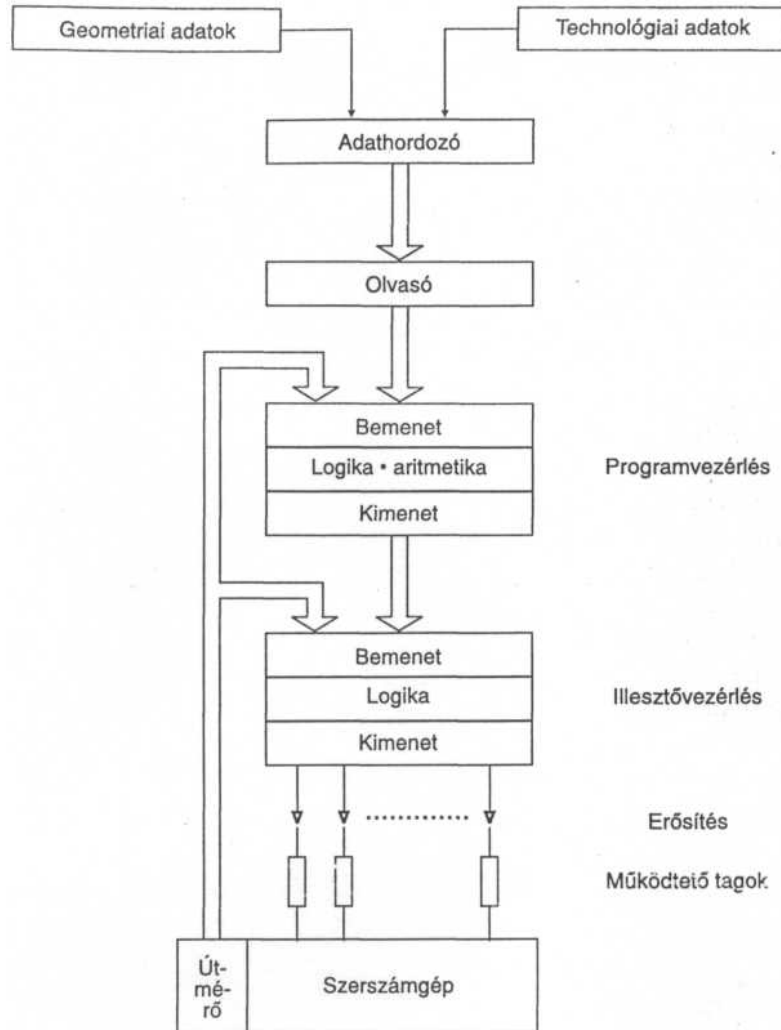 Geometriai adatok
Technológiai adatok
Adathordozó
Olvasó
Bemenet
Logika • aritmetika
Programvezérlés
Kimenet
Bemenet
Logika
Illesztővezérlés
Kimenet
Erősítés
Működtető tagok
Út-
mé-
rő
Szerszámgép